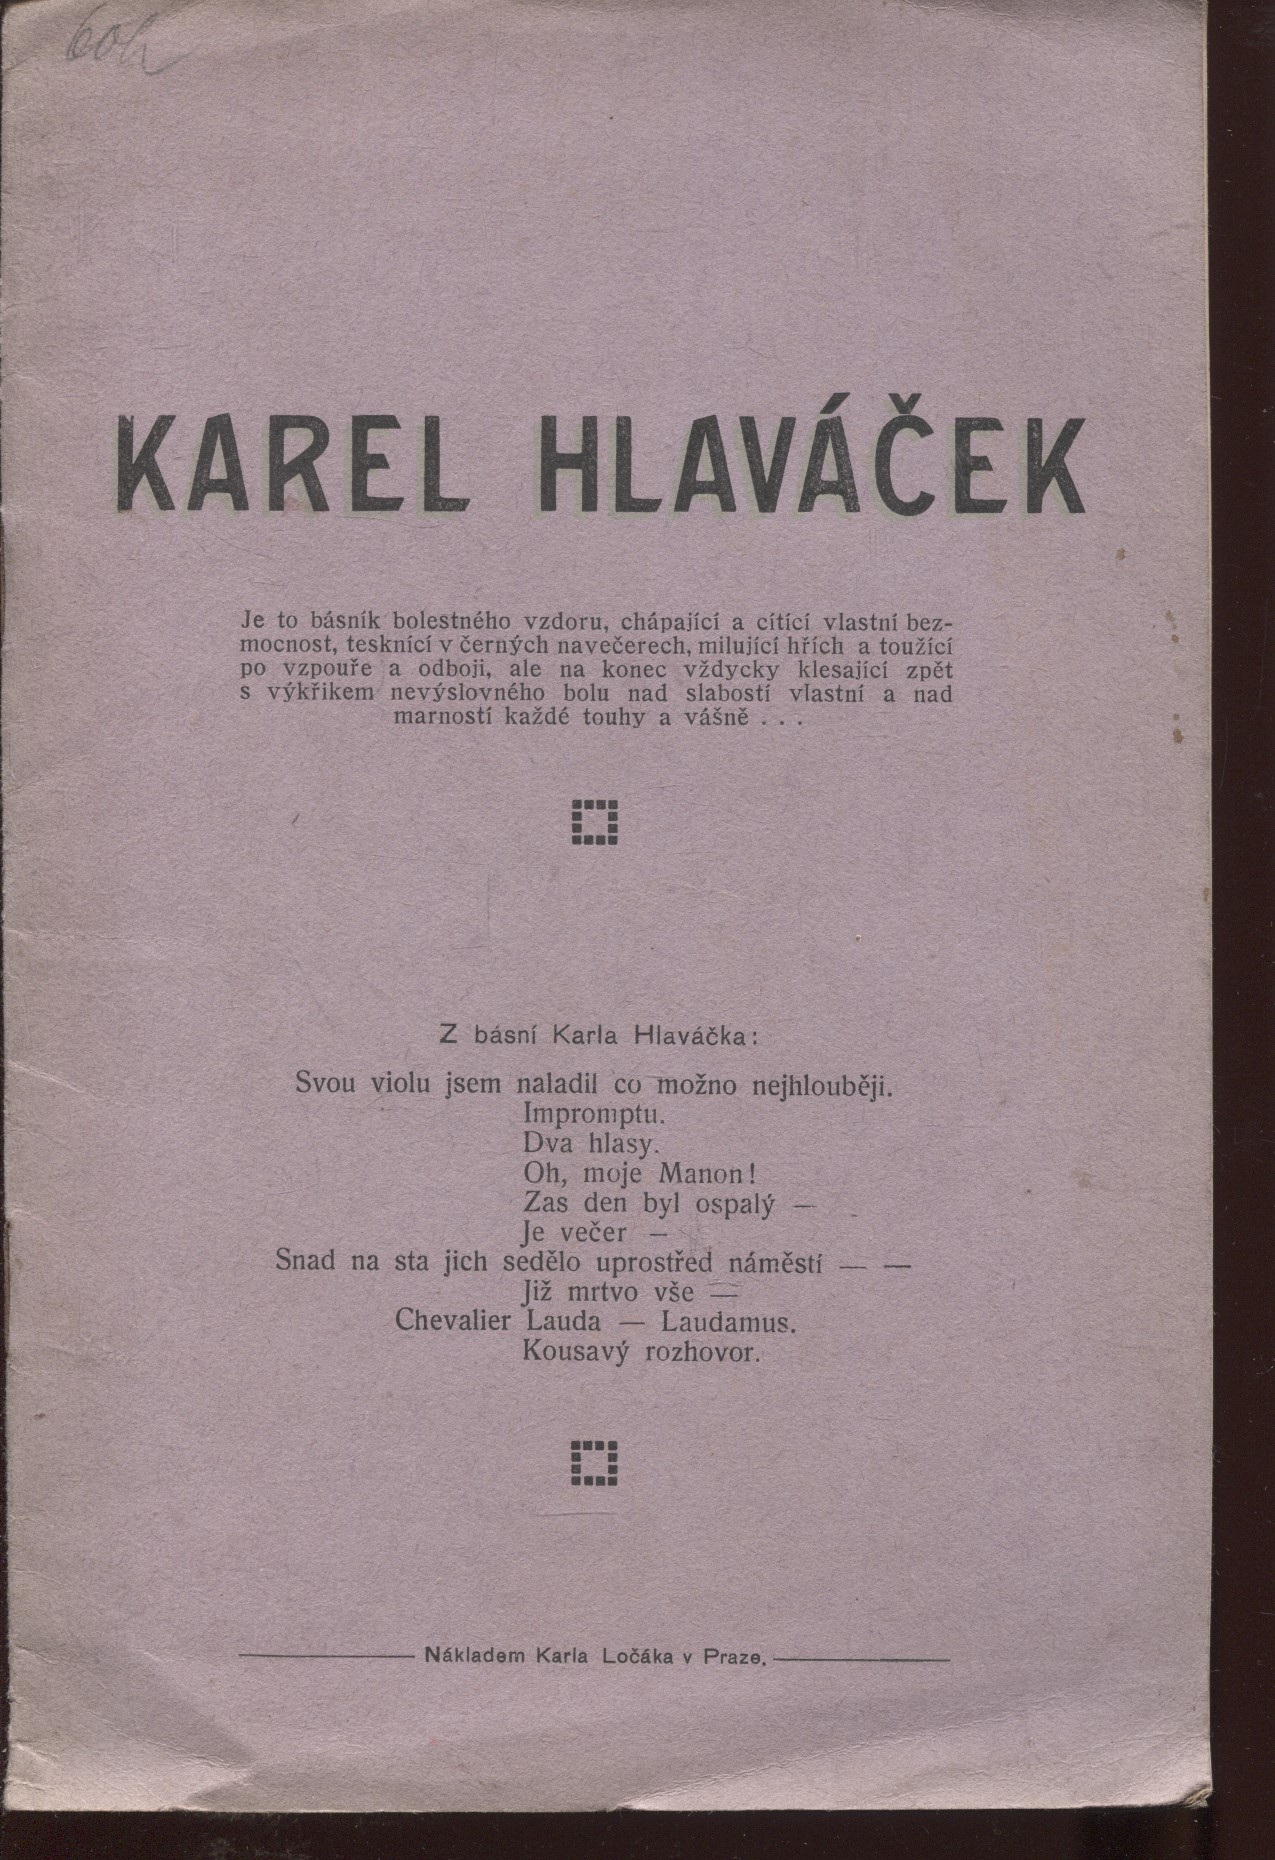 60h
KAREL HLAVÁČEK
Je to básník bolestného vzdoru, chápající a cítící vlastní bez-
mocnost, tesknící v černých navečerech, milující hřích a toužící
po vzpouře a odboji, ale na konec vždycky klesající zpět
s výkřikem nevýslovného bolu nad slabostí vlastní a nad
marností každé touhy a vášně . . .
Z básní Karla Hlaváčka:
Svou violu jsem naladil co možno nejhlouběji.
Impromptu.
Dva hlasy.
Oh, moje Manon!
Zas den byl ospalý —
Je večer —
Snad na sta jich sedělo uprostřed náměstí — —
Již mrtvo vše —
Chevalier Lauda — Laudamus.
Kousavý rozhovor.
Nákladem Karla Ločáka v Praze.